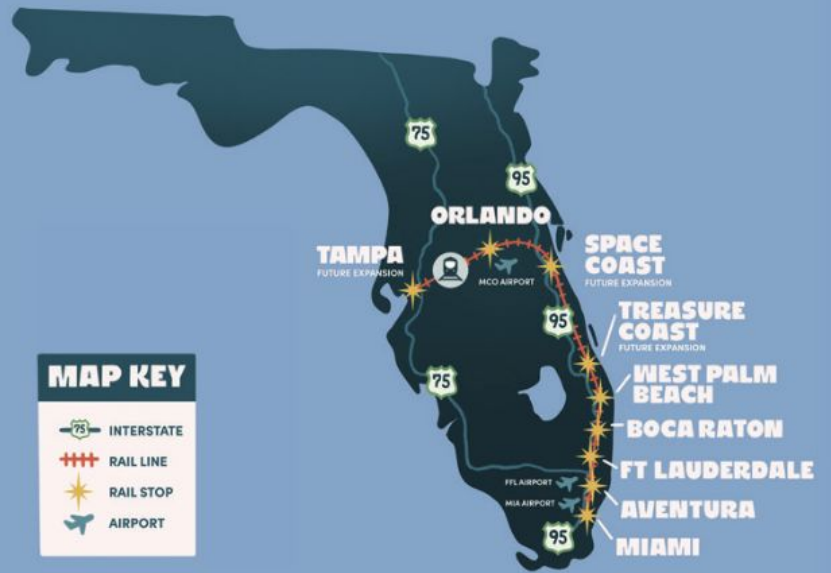 75
95
ORLANDO
TAMPA
FUTURE EXPANSION
SPACE
COAST
FUTURE EXPANSION
MCO AIRPORT
95
TREASURE
COAST
FUTURE EXPANSION
75
WEST PALM
BEACH
BOCA RATON
FT LAUDERDALE
FFL AIRPORT
AVENTURA
MIA AIRPORT
95
MIAMI
MAP KEY
75 INTERSTATE
RAIL LINE
RAIL STOP
AIRPORT